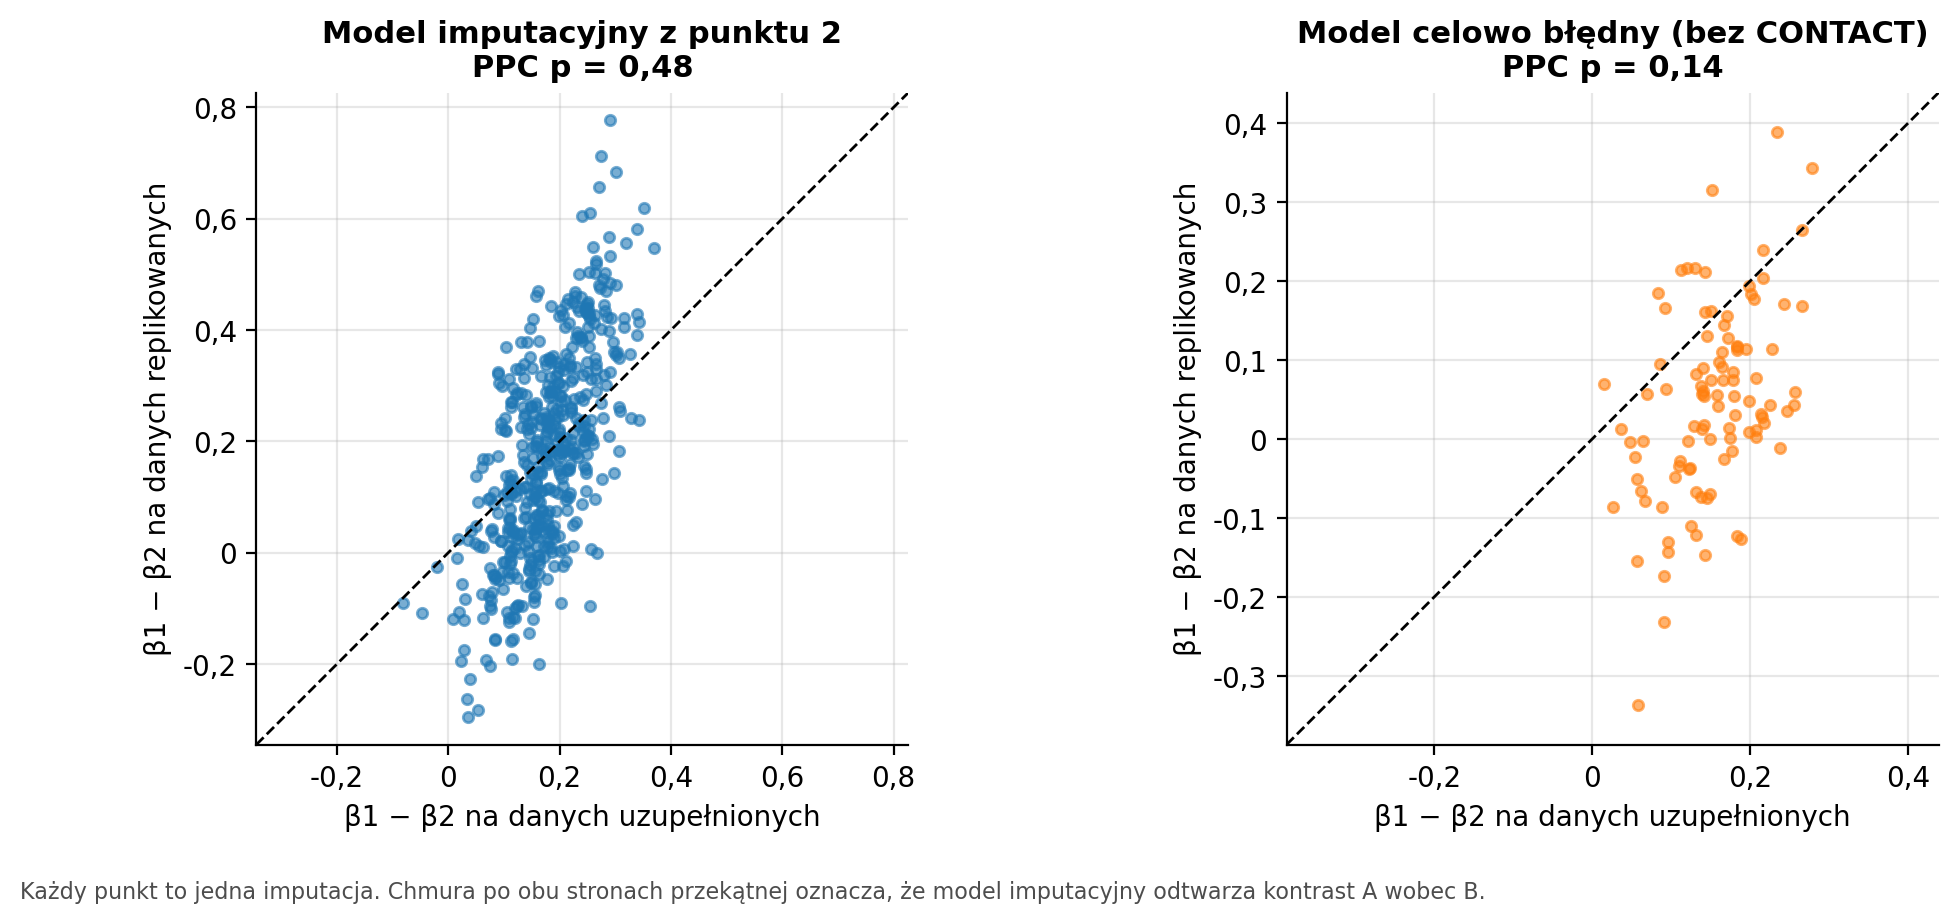 Model imputacyjny z punktu 2
PPC p = 0,48
0,8
0,6
0,4
0,2
0
-0,2
β1 − β2 na danych replikowanych
-0,2
0
0,2
0,4
0,6
0,8
β1 − β2 na danych uzupełnionych
Model celowo błędny (bez CONTACT)
PPC p = 0,14
0,4
0,3
0,2
0,1
0
-0,1
-0,2
-0,3
β1 − β2 na danych replikowanych
-0,2
0
0,2
0,4
β1 − β2 na danych uzupełnionych
Każdy punkt to jedna imputacja. Chmura po obu stronach przekątnej oznacza, że model imputacyjny odtwarza kontrast A wobec B.